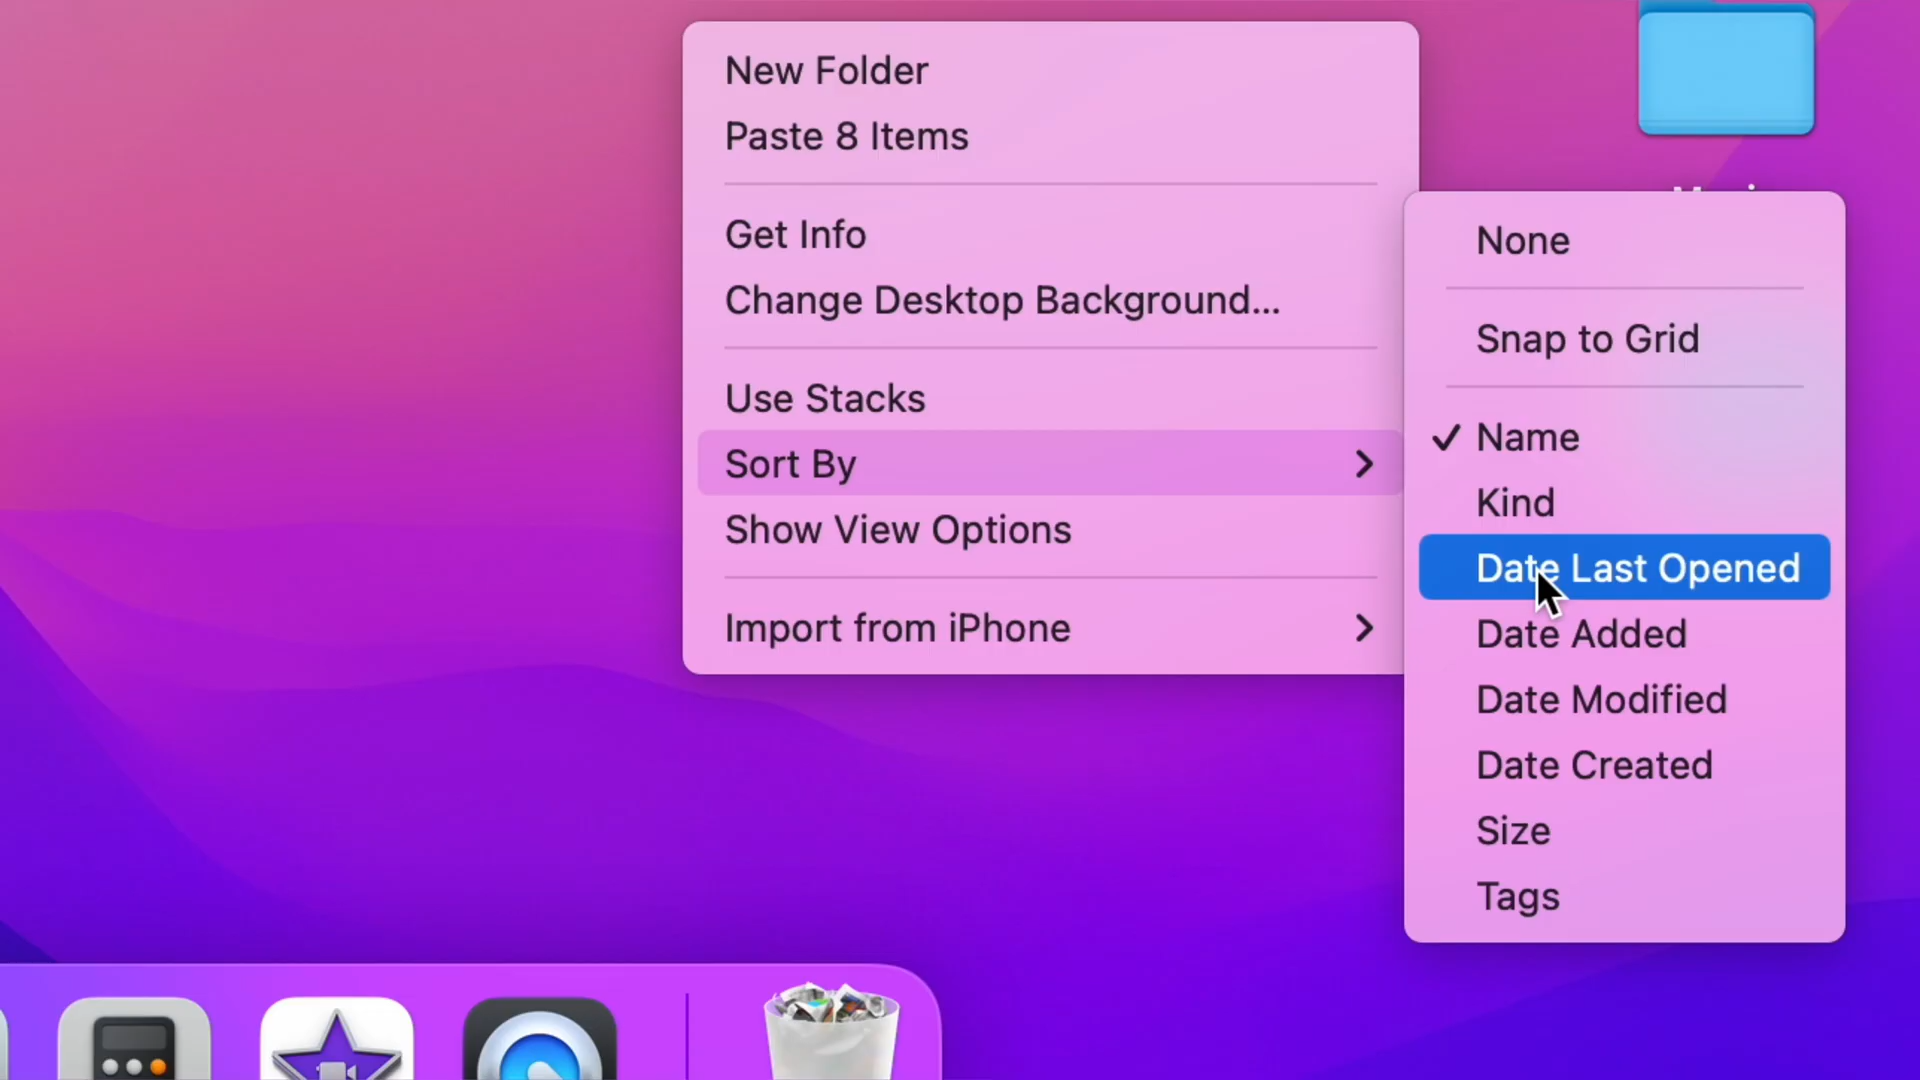 New Folder
Paste 8 Items
Get Info
Change Desktop Background...
Use Stacks
Sort By
Show View Options
Import from iPhone
None
Snap to Grid
Name
Kind
Date Last Opened
Date Added
Date Modified
Date Created
Size
Tags